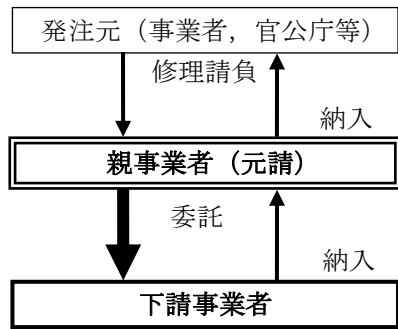 発注元（事業者，官公庁等）
修理請負
納入
親事業者（元請）
委託
納入
下請事業者